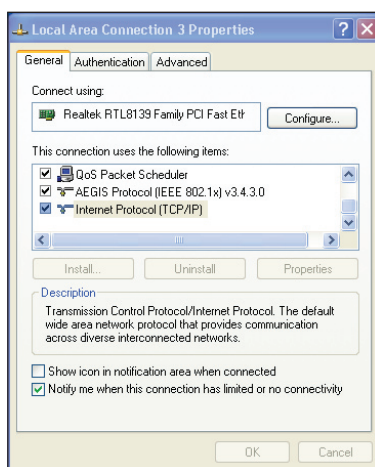 Local Area Connection 3 Properties
General Authentication Advanced
Connect using:
Realtek RTL8139 Family PCI Fast Eth
Configure...
This connection uses the following items:
QoS Packet Scheduler
AEGIS Protocol (IEEE 802.1x) v3.4.3.0
Internet Protocol (TCP/IP)
Install... Uninstall Properties
Description
Transmission Control Protocol/Internet Protocol. The default
wide area network protocol that provides communication
across diverse interconnected networks.
Show icon in notification area when connected
Notify me when this connection has limited or no connectivity
OK Cancel